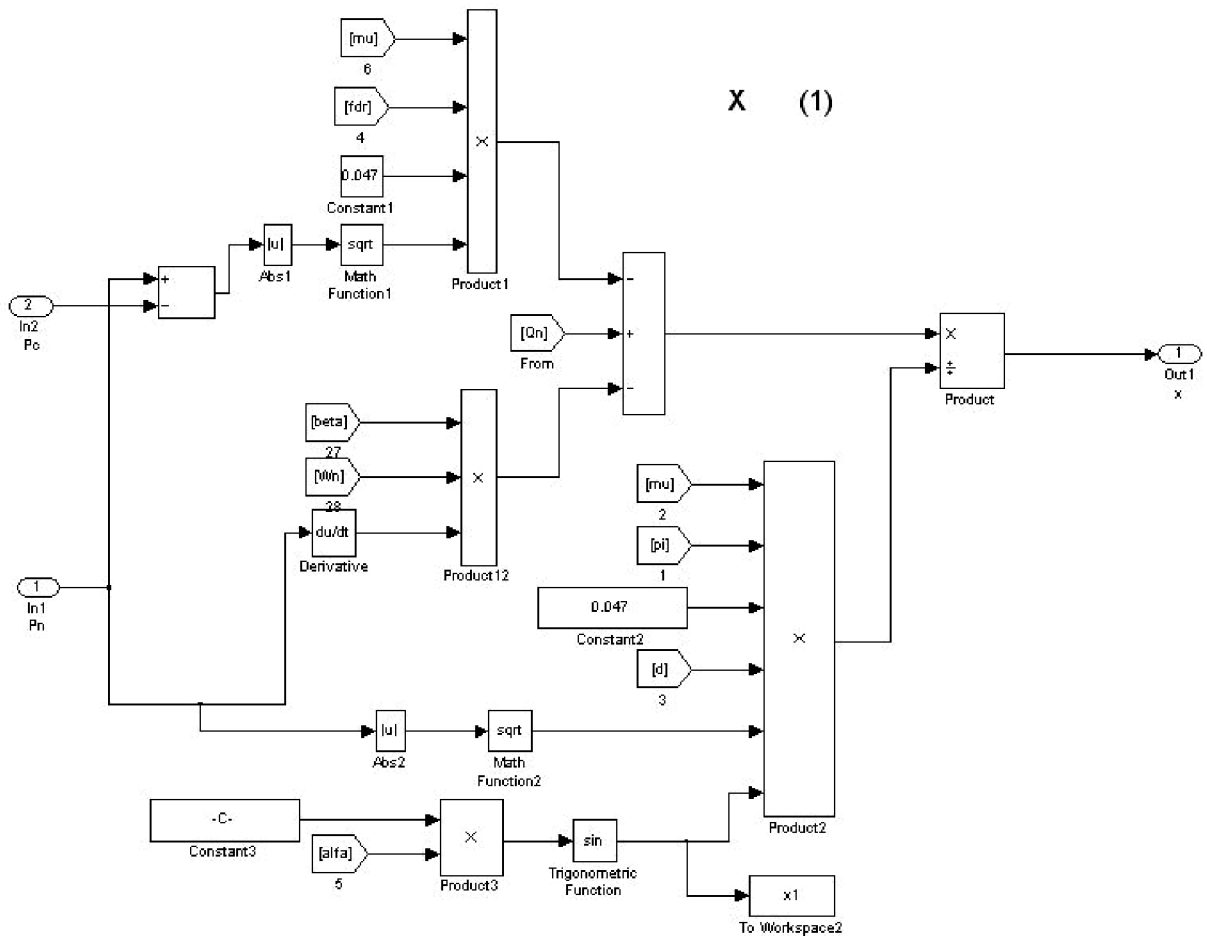 [mu]
6
X (1)
[fdr]
4
×
0.047
Constant1
|u|
Abs1
sqrt
Math
Function1
Product1
+
−
2
In2
Pc
−
[Qn]
From
+
−
×
÷
Product
1
Out1
x
[beta]
27
[Wn]
28
×
du/dt
Derivative
Product12
[mu]
2
[pi]
1
1
In1
Pn
0.047
Constant2
×
[d]
3
|u|
Abs2
sqrt
Math
Function2
-C-
Constant3
[alfa]
5
×
Product3
sin
Trigonometric
Function
Product2
x1
To Workspace2